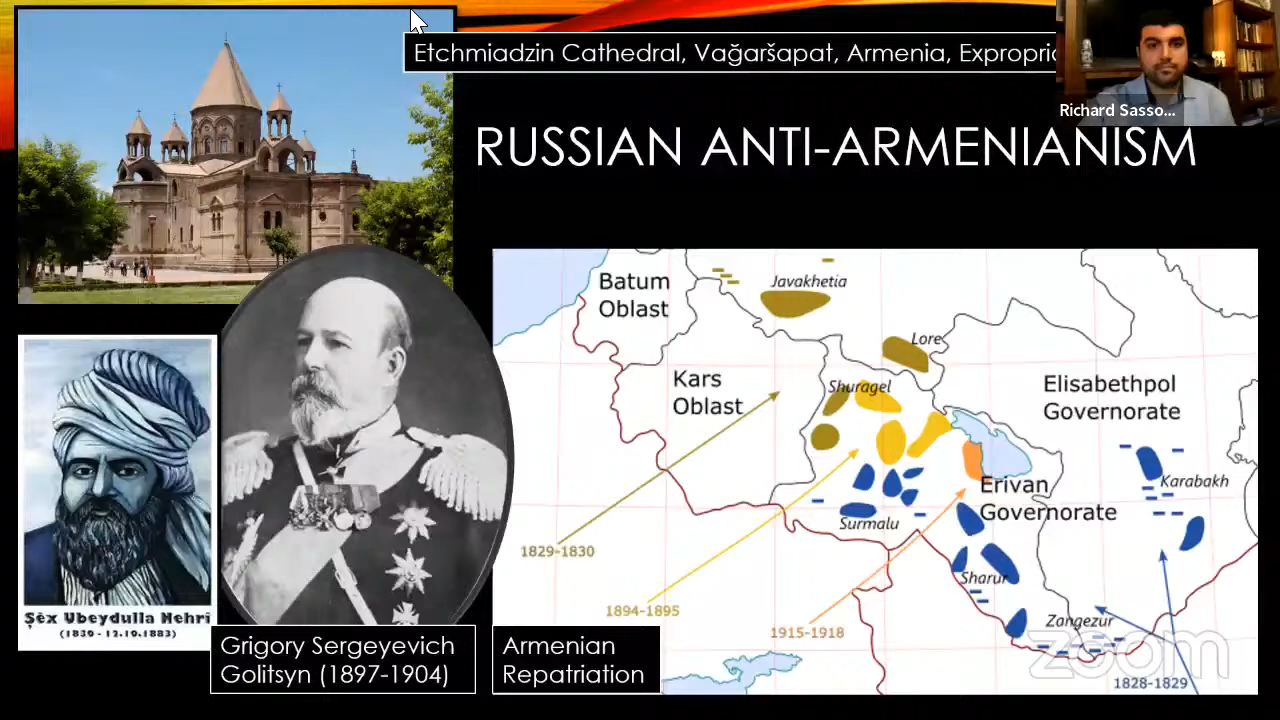 Etchmiadzin Cathedral, Vağaršapat, Armenia, Expropria
Richard Sasso...
RUSSIAN ANTI-ARMENIANISM
Batum
Oblast
Javakhetia
Lore
Kars
Oblast
Shuragel
Elisabethpol
Governorate
Karabakh
Erivan
Governorate
Surmalu
1829-1830
Sharur
1894-1895
Zangezur
1915-1918
zoom
1828-1829
Şêx Ubeydulla Nehrî
(1830 - 12.10.1883)
Grigory Sergeyevich
Golitsyn (1897-1904)
Armenian
Repatriation